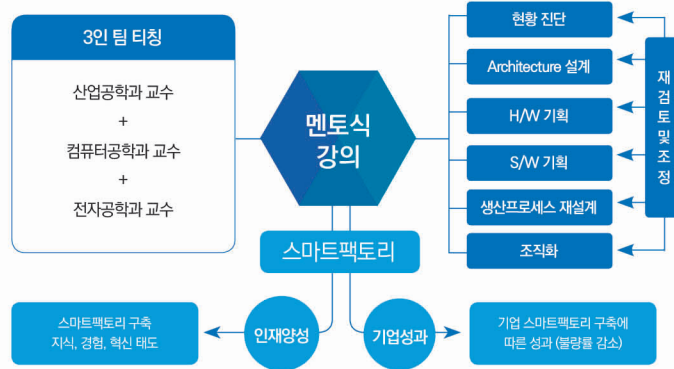 3인 팀 티칭
산업공학과 교수
+
컴퓨터공학과 교수
+
전자공학과 교수
멘토식
강의
현황 진단
Architecture 설계
H/W 기획
S/W 기획
생산프로세스 재설계
조직화
재검토및조정
스마트팩토리
인재양성
기업성과
스마트팩토리 구축
지식, 경험, 혁신 태도
기업 스마트팩토리 구축에
따른 성과 (불량률 감소)